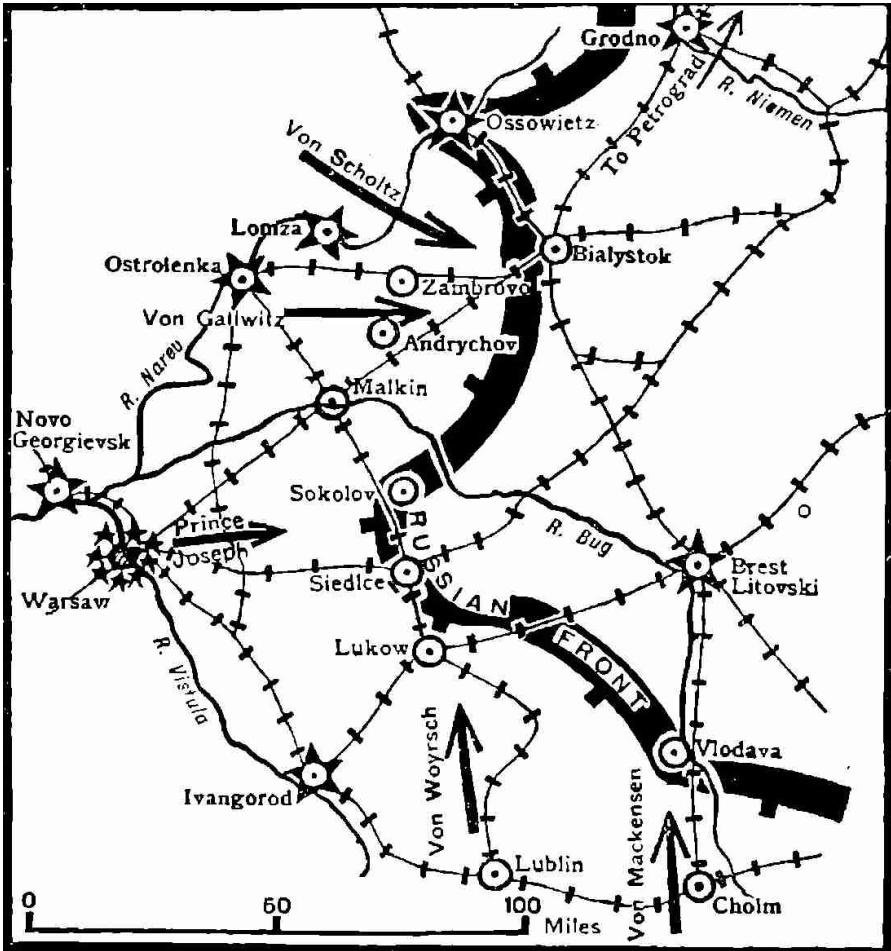 Grodno
R. Niemen
To Petrograd
Ossowietz
Von Scholtz
Lomza
Bialystok
Ostrolenka
Zambrovo
Von Gallwitz
Andrychov
R. Narev
Malkin
Novo
Georgievsk
Sokolov
R. Bug
Prince
Joseph
RUSSIAN FRONT
Siedlce
Brest
Litovski
Warsaw
Lukow
R. Vistula
Vlodava
Ivangorod
Von Woyrsch
Von Mackensen
Lublin
Cholm
0 60 100
Miles